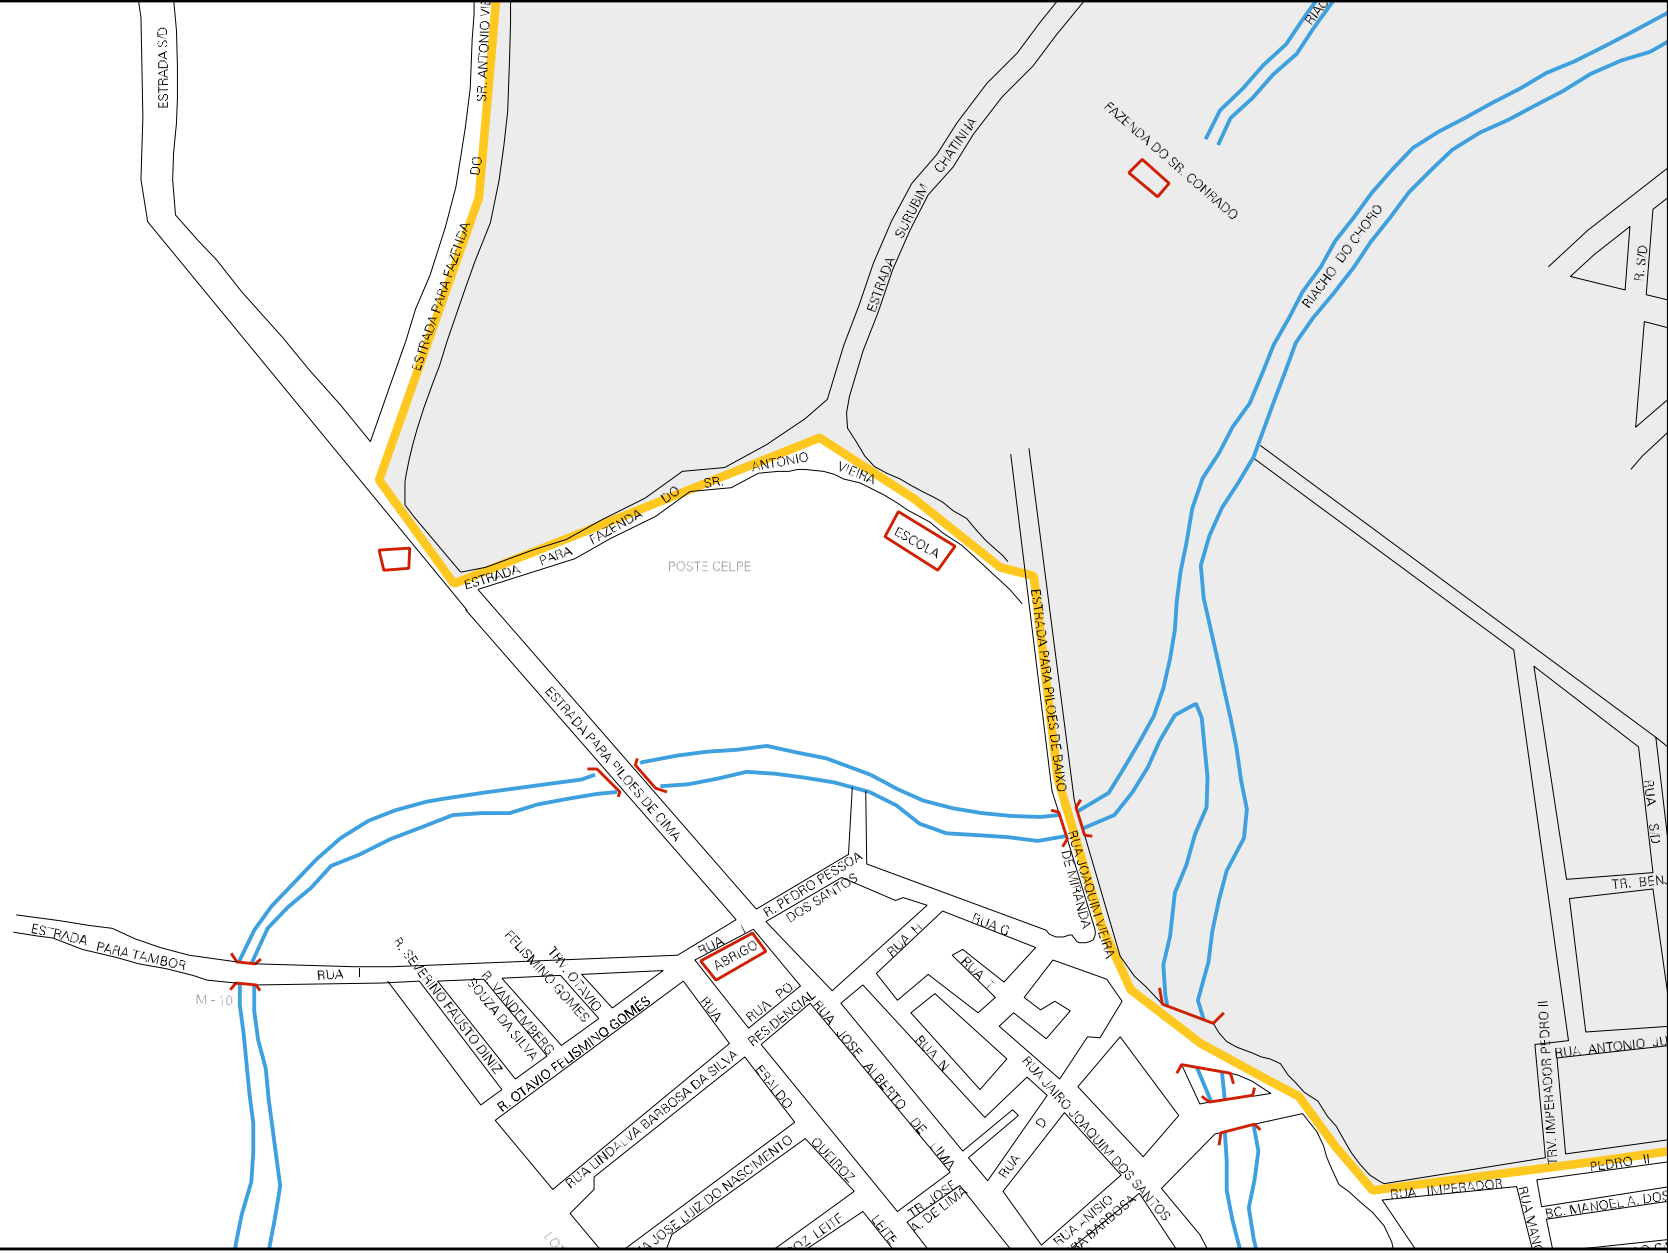 ESTRADA S/D
SR. ANTONIO
DO
ESTRADA PARA FAZENDA
ESTRADA SURUBIM CHATINHA
FAZENDA DO SR. CONRADO
RIACHO DO CHORO
R. S/D
ESTRADA PARA FAZENDA DO SR. ANTONIO VIEIRA
ESCOLA
POSTE CELPE
ESTRADA PARA PILOES DE BAIXO
ESTRADA PARA PILOES DE CIMA
RUA JOAQUIN VIEIRA
DE MIRANDA
R. PEDRO PESSOA
DOS SANTOS
RUA S/D
TR. BEN.
ESTRADA PARA TAMBOR
RUA I
RUA I
ABRIGO
M-10
R. SEVERINO FAUSTO DINIZ
R. VANDEMBERG
SOUZA DA SILVA
TRV. OTAVIO
FELISMINO GOMES
R. OTAVIO FELISMINO GOMES
RUA PO.
RESIDENCIAL
RUA
ERALDO
QUEIROZ
LEITE
RUA G
RUA H
RUA I
RUA N
RUA JOSE ALBERTO DE LIMA
RUA JAIRO JOAQUIM DOS SANTOS
RUA D
RUA LINDALVA BARBOSA DA SILVA
JOSE LUIZ DO NASCIMENTO
OZ LEITE
TR. JOSE
A. DE LIMA
RUA ANISIO
BARBOSA
TRV. IMPERADOR PEDRO II
RUA ANTONIO
RUA IMPERADOR PEDRO II
BC. MANOEL A. DOS